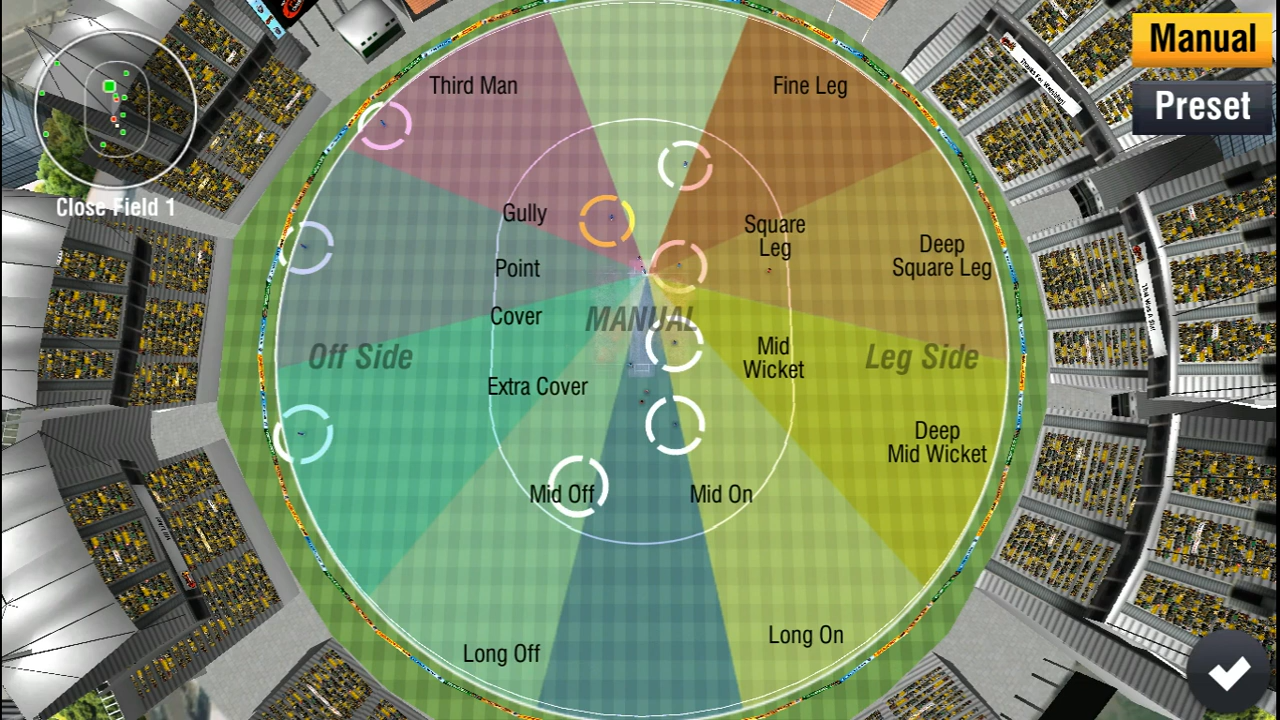 Manual
Preset
Third Man
Fine Leg
Close Field 1
Gully
Square
Leg
Deep
Square Leg
Point
Cover
MANUAL
Off Side
Mid
Wicket
Leg Side
Extra Cover
Deep
Mid Wicket
Mid Off
Mid On
Long On
Long Off